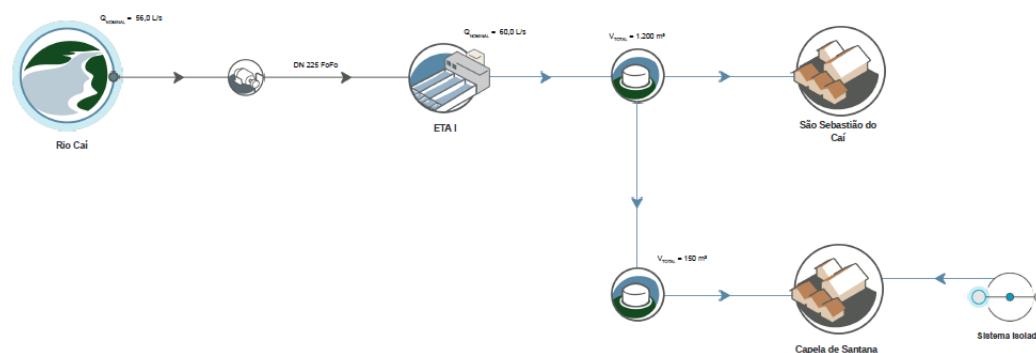 Q NOMINAL = 56,0 L/s
Q NOMINAL = 60,0 L/s
V TOTAL = 1.200 m³
DN 225 FoFo
Rio Caí
ETA I
São Sebastião do
Caí
V TOTAL = 150 m³
Capela de Santana
Sistema Isolad